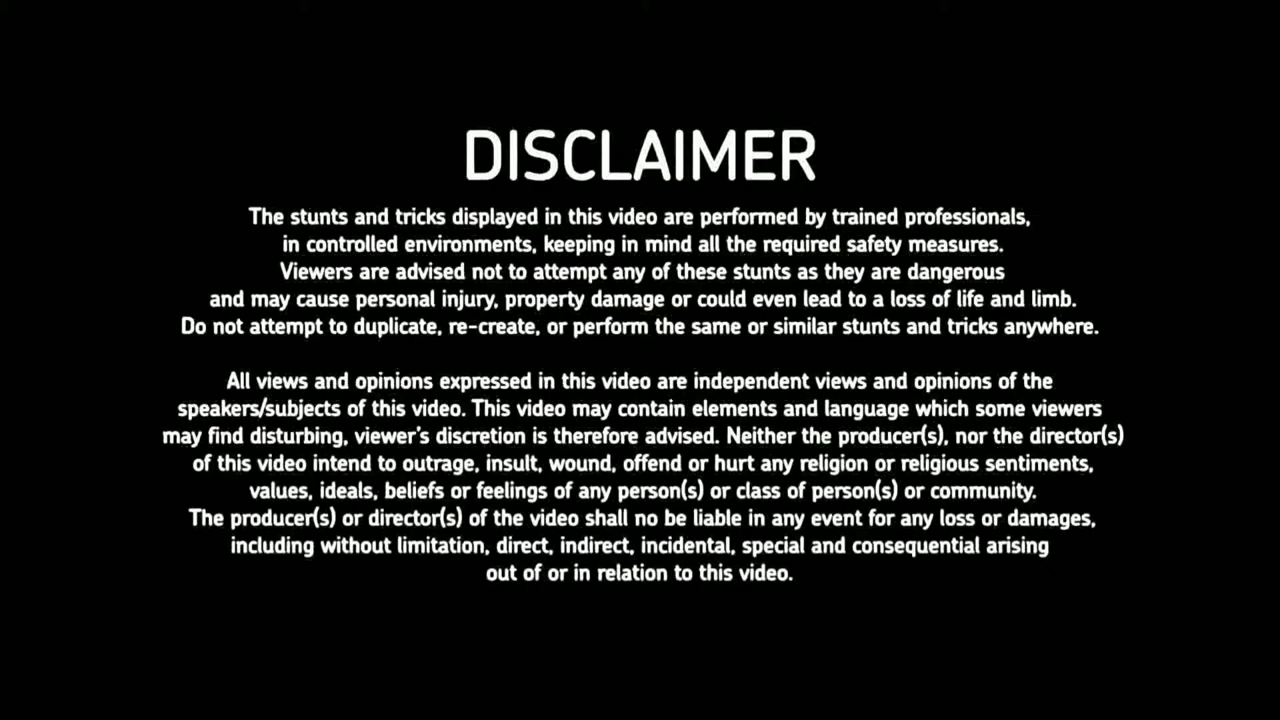 DISCLAIMER
The stunts and tricks displayed in this video are performed by trained professionals,
in controlled environments, keeping in mind all the required safety measures.
Viewers are advised not to attempt any of these stunts as they are dangerous
and may cause personal injury, property damage or could even lead to a loss of life and limb.
Do not attempt to duplicate, re-create, or perform the same or similar stunts and tricks anywhere.
All views and opinions expressed in this video are independent views and opinions of the
speakers/subjects of this video. This video may contain elements and language which some viewers
may find disturbing, viewer's discretion is therefore advised. Neither the producer(s), nor the director(s)
of this video intend to outrage, insult, wound, offend or hurt any religion or religious sentiments,
values, ideals, beliefs or feelings of any person(s) or class of person(s) or community.
The producer(s) or director(s) of the video shall no be liable in any event for any loss or damages,
including without limitation, direct, indirect, incidental, special and consequential arising
out of or in relation to this video.